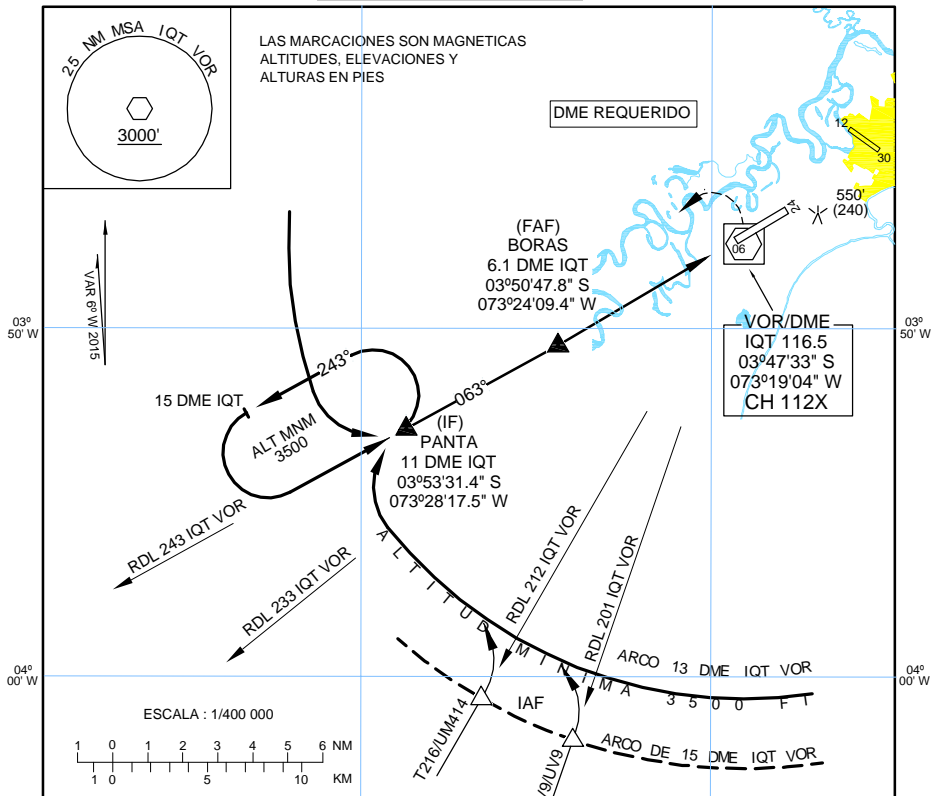 25 NM MSA IQT VOR
3000'
LAS MARCACIONES SON MAGNETICAS
ALTITUDES, ELEVACIONES Y
ALTURAS EN PIES
DME REQUERIDO
12
30
550'
(240)
24
06
(FAF)
BORAS
6.1 DME IQT
03º50'47.8" S
073º24'09.4" W
VAR 6º W 2015
03º
50' W
03º
50' W
VOR/DME
IQT 116.5
03º47'33" S
073º19'04" W
CH 112X
243°
063°
15 DME IQT
ALT MNM
3500
(IF)
PANTA
11 DME IQT
03º53'31.4" S
073º28'17.5" W
RDL 243 IQT VOR
RDL 233 IQT VOR
RDL 212 IQT VOR
RDL 201 IQT VOR
ALTITUD MINIMA 3500 FT
ARCO 13 DME IQT VOR
04º
00' W
04º
00' W
IAF
T216/UM414
V9/UV9
ARCO DE 15 DME IQT VOR
ESCALA : 1/400 000
1 0 1 2 3 4 5 6 NM
1 0 5 10 KM